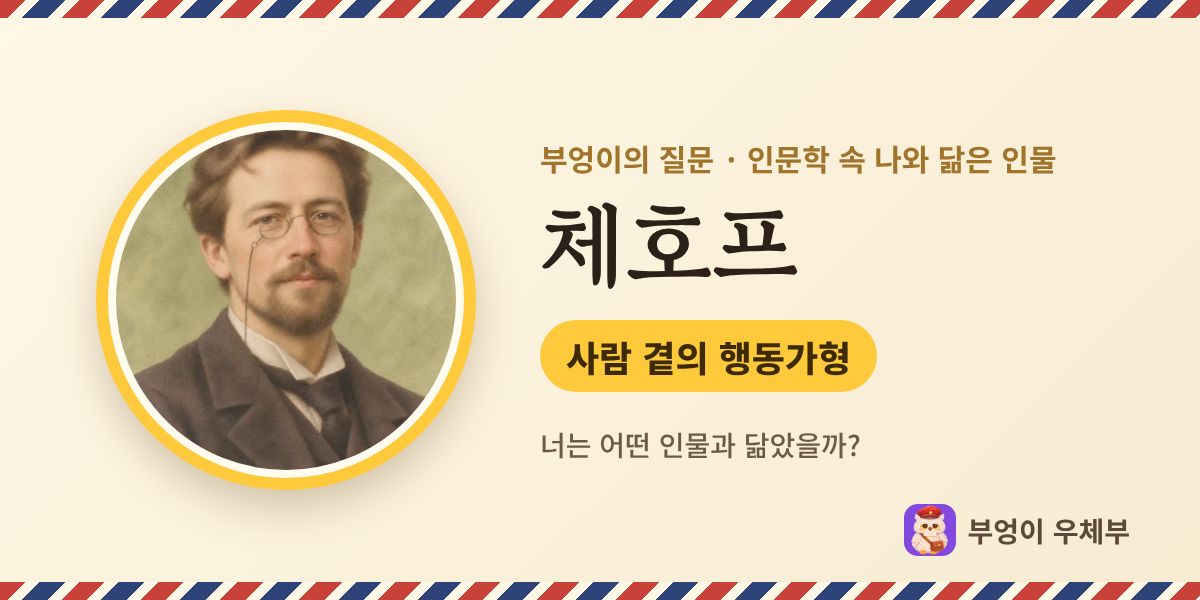 부엉이의 질문 · 인문학 속 나와 닮은 인물
체호프
사람 곁의 행동가형
너는 어떤 인물과 닮았을까?
부엉이 우체부